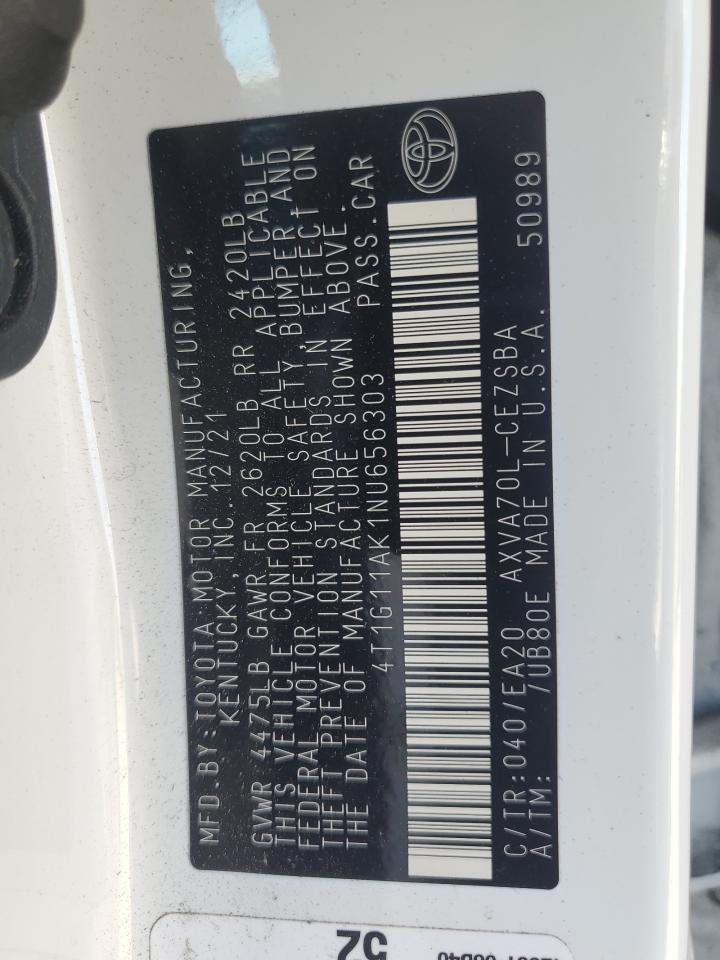 MFD.BY:TOYOTA MOTOR MANUFACTURING,
KENTUCKY,INC.12/21
GVWR 4475LB GAWR FR 2620LB RR 2420LB
THIS VEHICLE CONFORMS TO ALL APPLICABLE
FEDERAL MOTOR VEHICLE SAFETY,BUMPER,AND
THEFT PREVENTION STANDARDS IN EFFECT ON
THE DATE OF MANUFACTURE SHOWN ABOVE.
4T1G11AK1NU656303 PASS.CAR
C/TR:040/EA20 AXVA70L-CEZSBA
A/TM: /UB80E MADE IN U.S.A. 50989
52